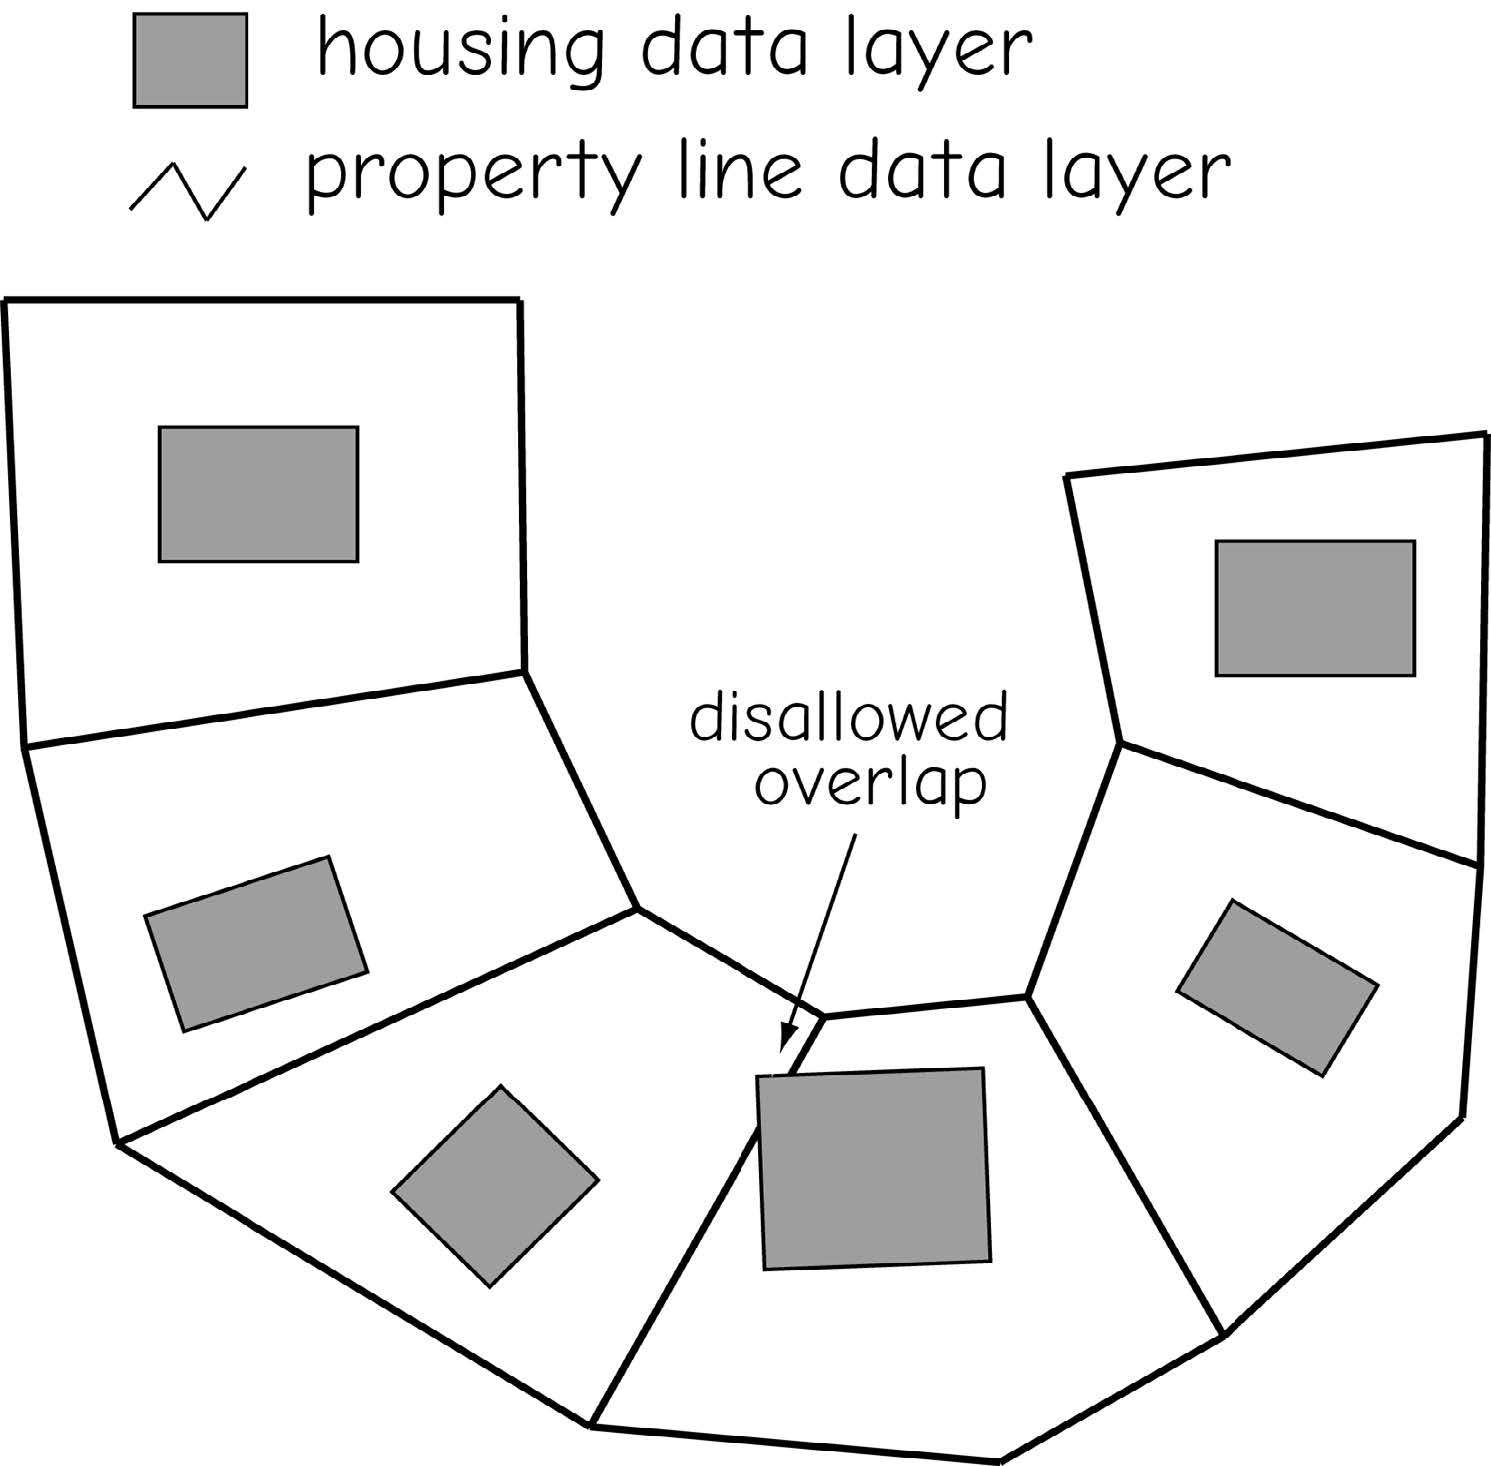 housing data layer
property line data layer
disallowed
overlap